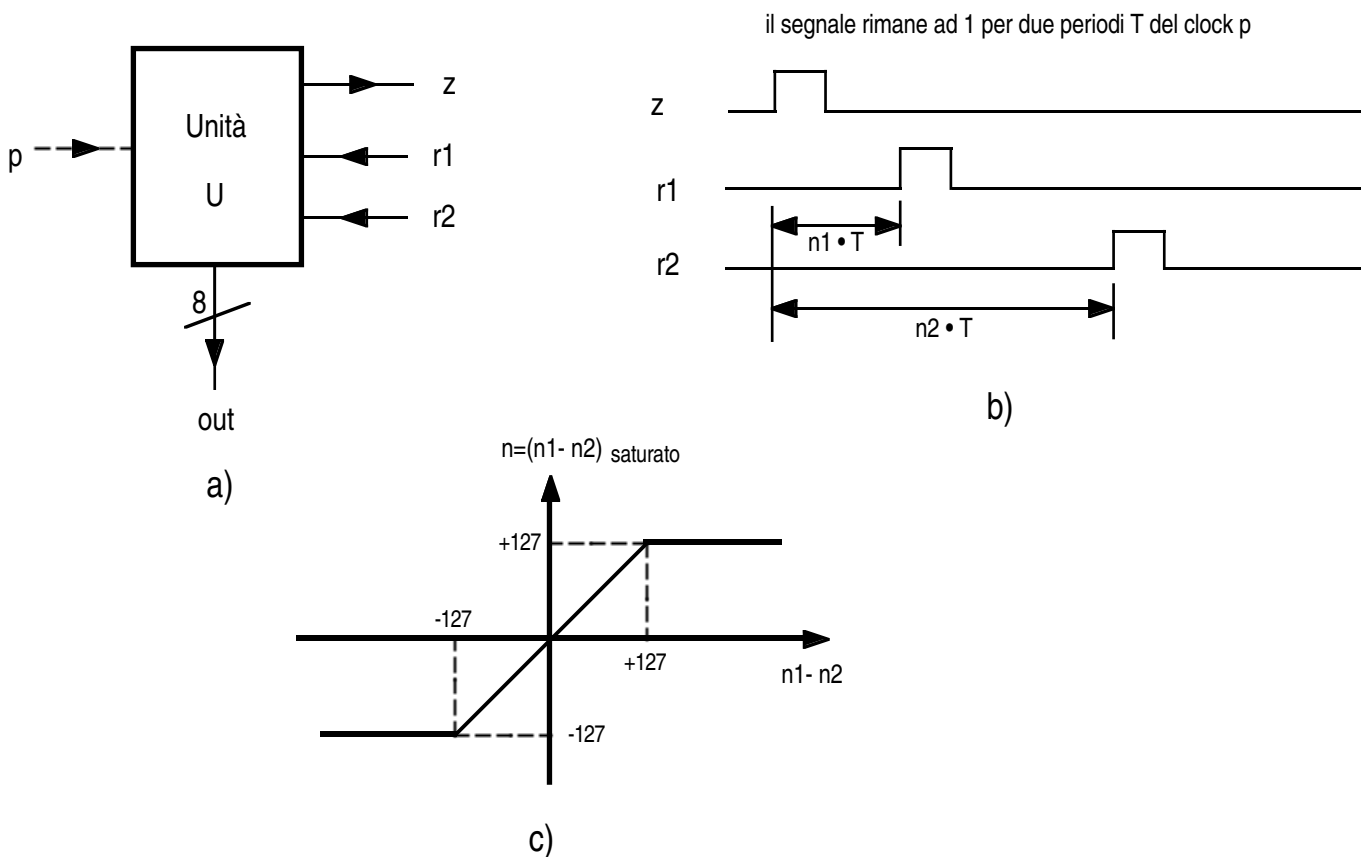 il segnale rimane ad 1 per due periodi T del clock p
z
Unità
U
p
r1
r2
8
out
a)
z
r1
n1 • T
r2
n2 • T
b)
n=(n1- n2) saturato
+127
-127
+127
n1- n2
-127
c)